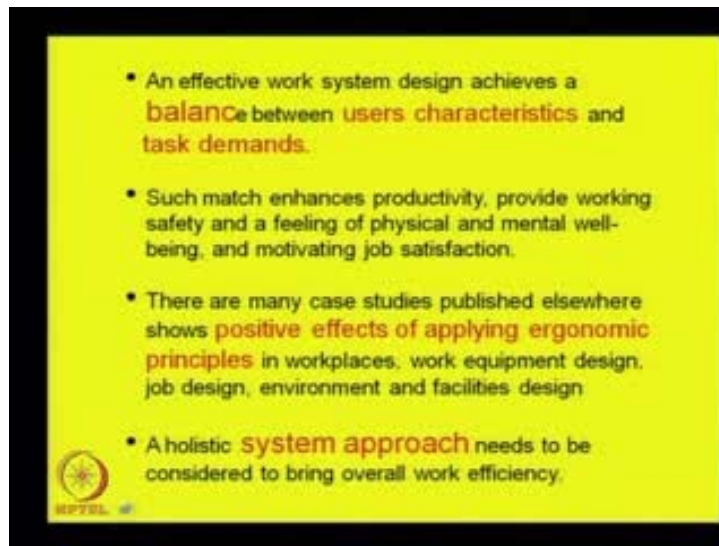 • An effective work system design achieves a
balance between users characteristics and
task demands.
• Such match enhances productivity, provide working
safety and a feeling of physical and mental well-
being, and motivating job satisfaction.
• There are many case studies published elsewhere
shows positive effects of applying ergonomic
principles in workplaces, work equipment design,
job design, environment and facilities design
• A holistic system approach needs to be
considered to bring overall work efficiency.
NPTEL